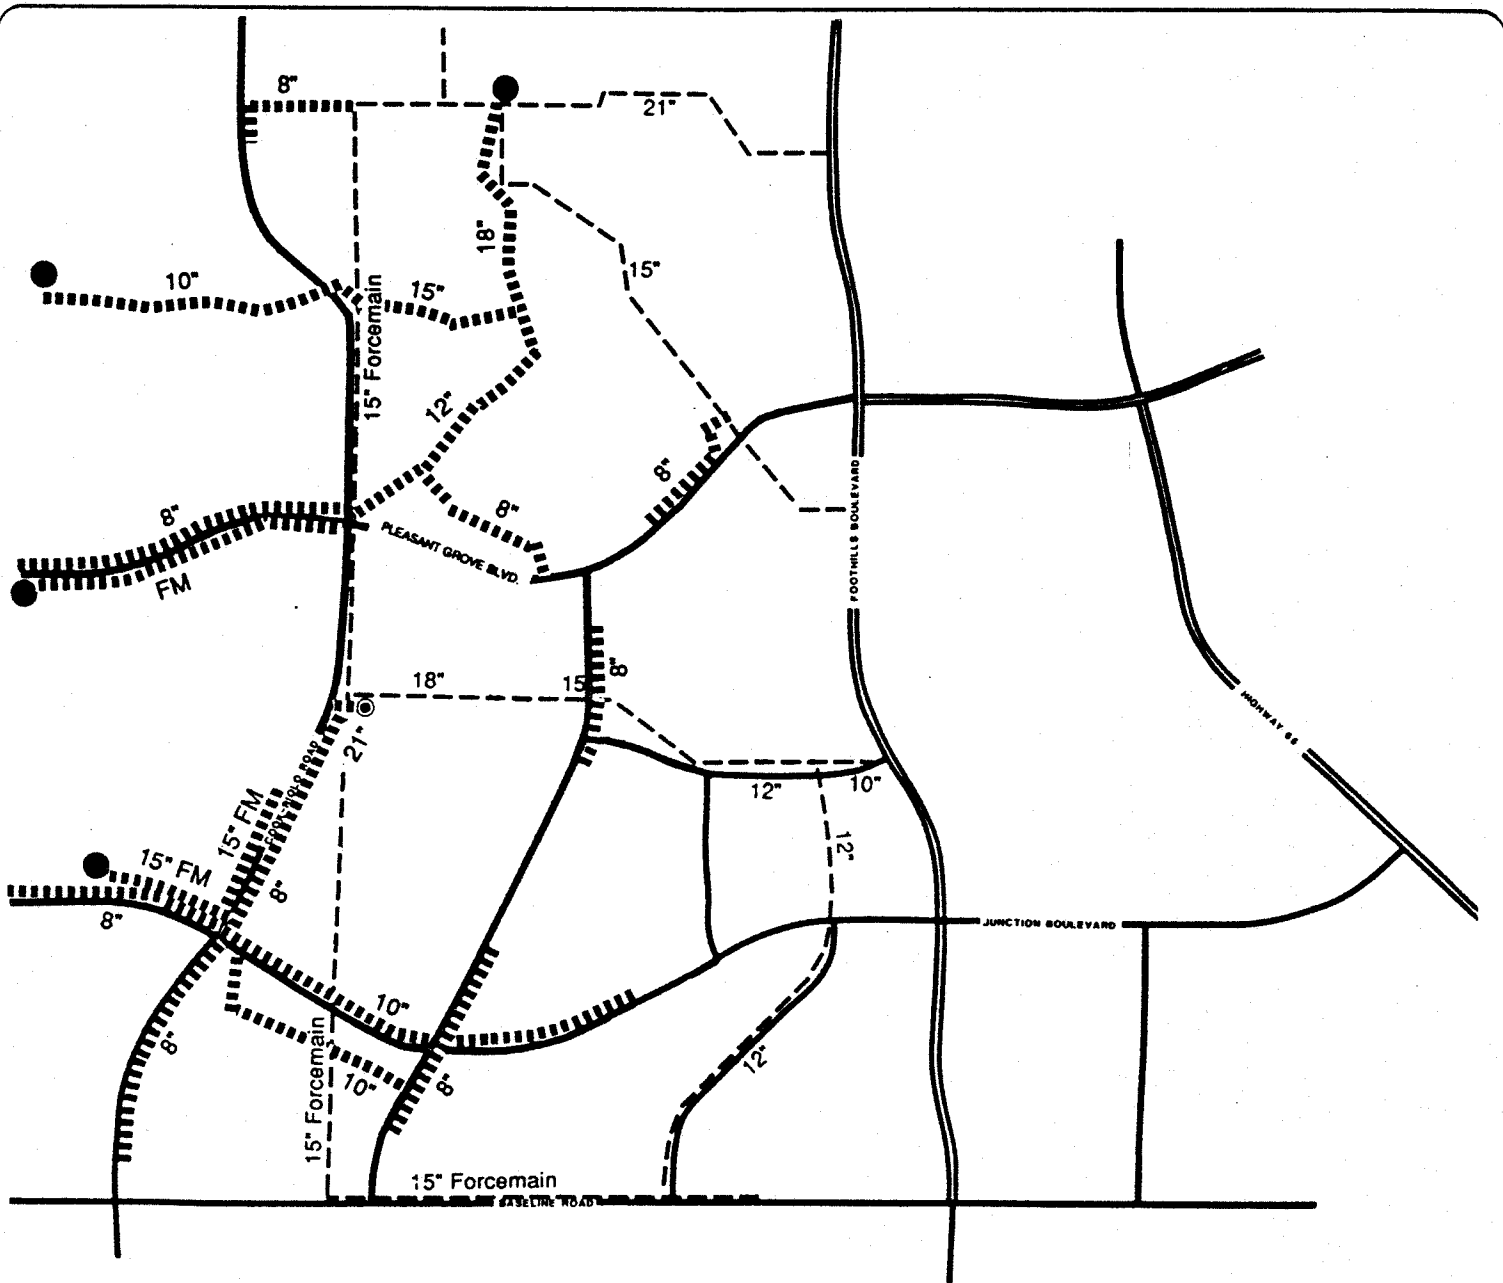 8"
21"
18"
15"
10"
15"
15" Forcemain
12"
8"
8"
8"
PLEASANT GROVE BLVD.
FM
FOOTHILLS BOULEVARD
8"
18"
15
HIGHWAY 65
21"
15" FM
12"
10"
12"
15" FM
8"
8"
JUNCTION BOULEVARD
10"
8"
15" Forcemain
10"
8"
12"
15" Forcemain
BASELINE ROAD